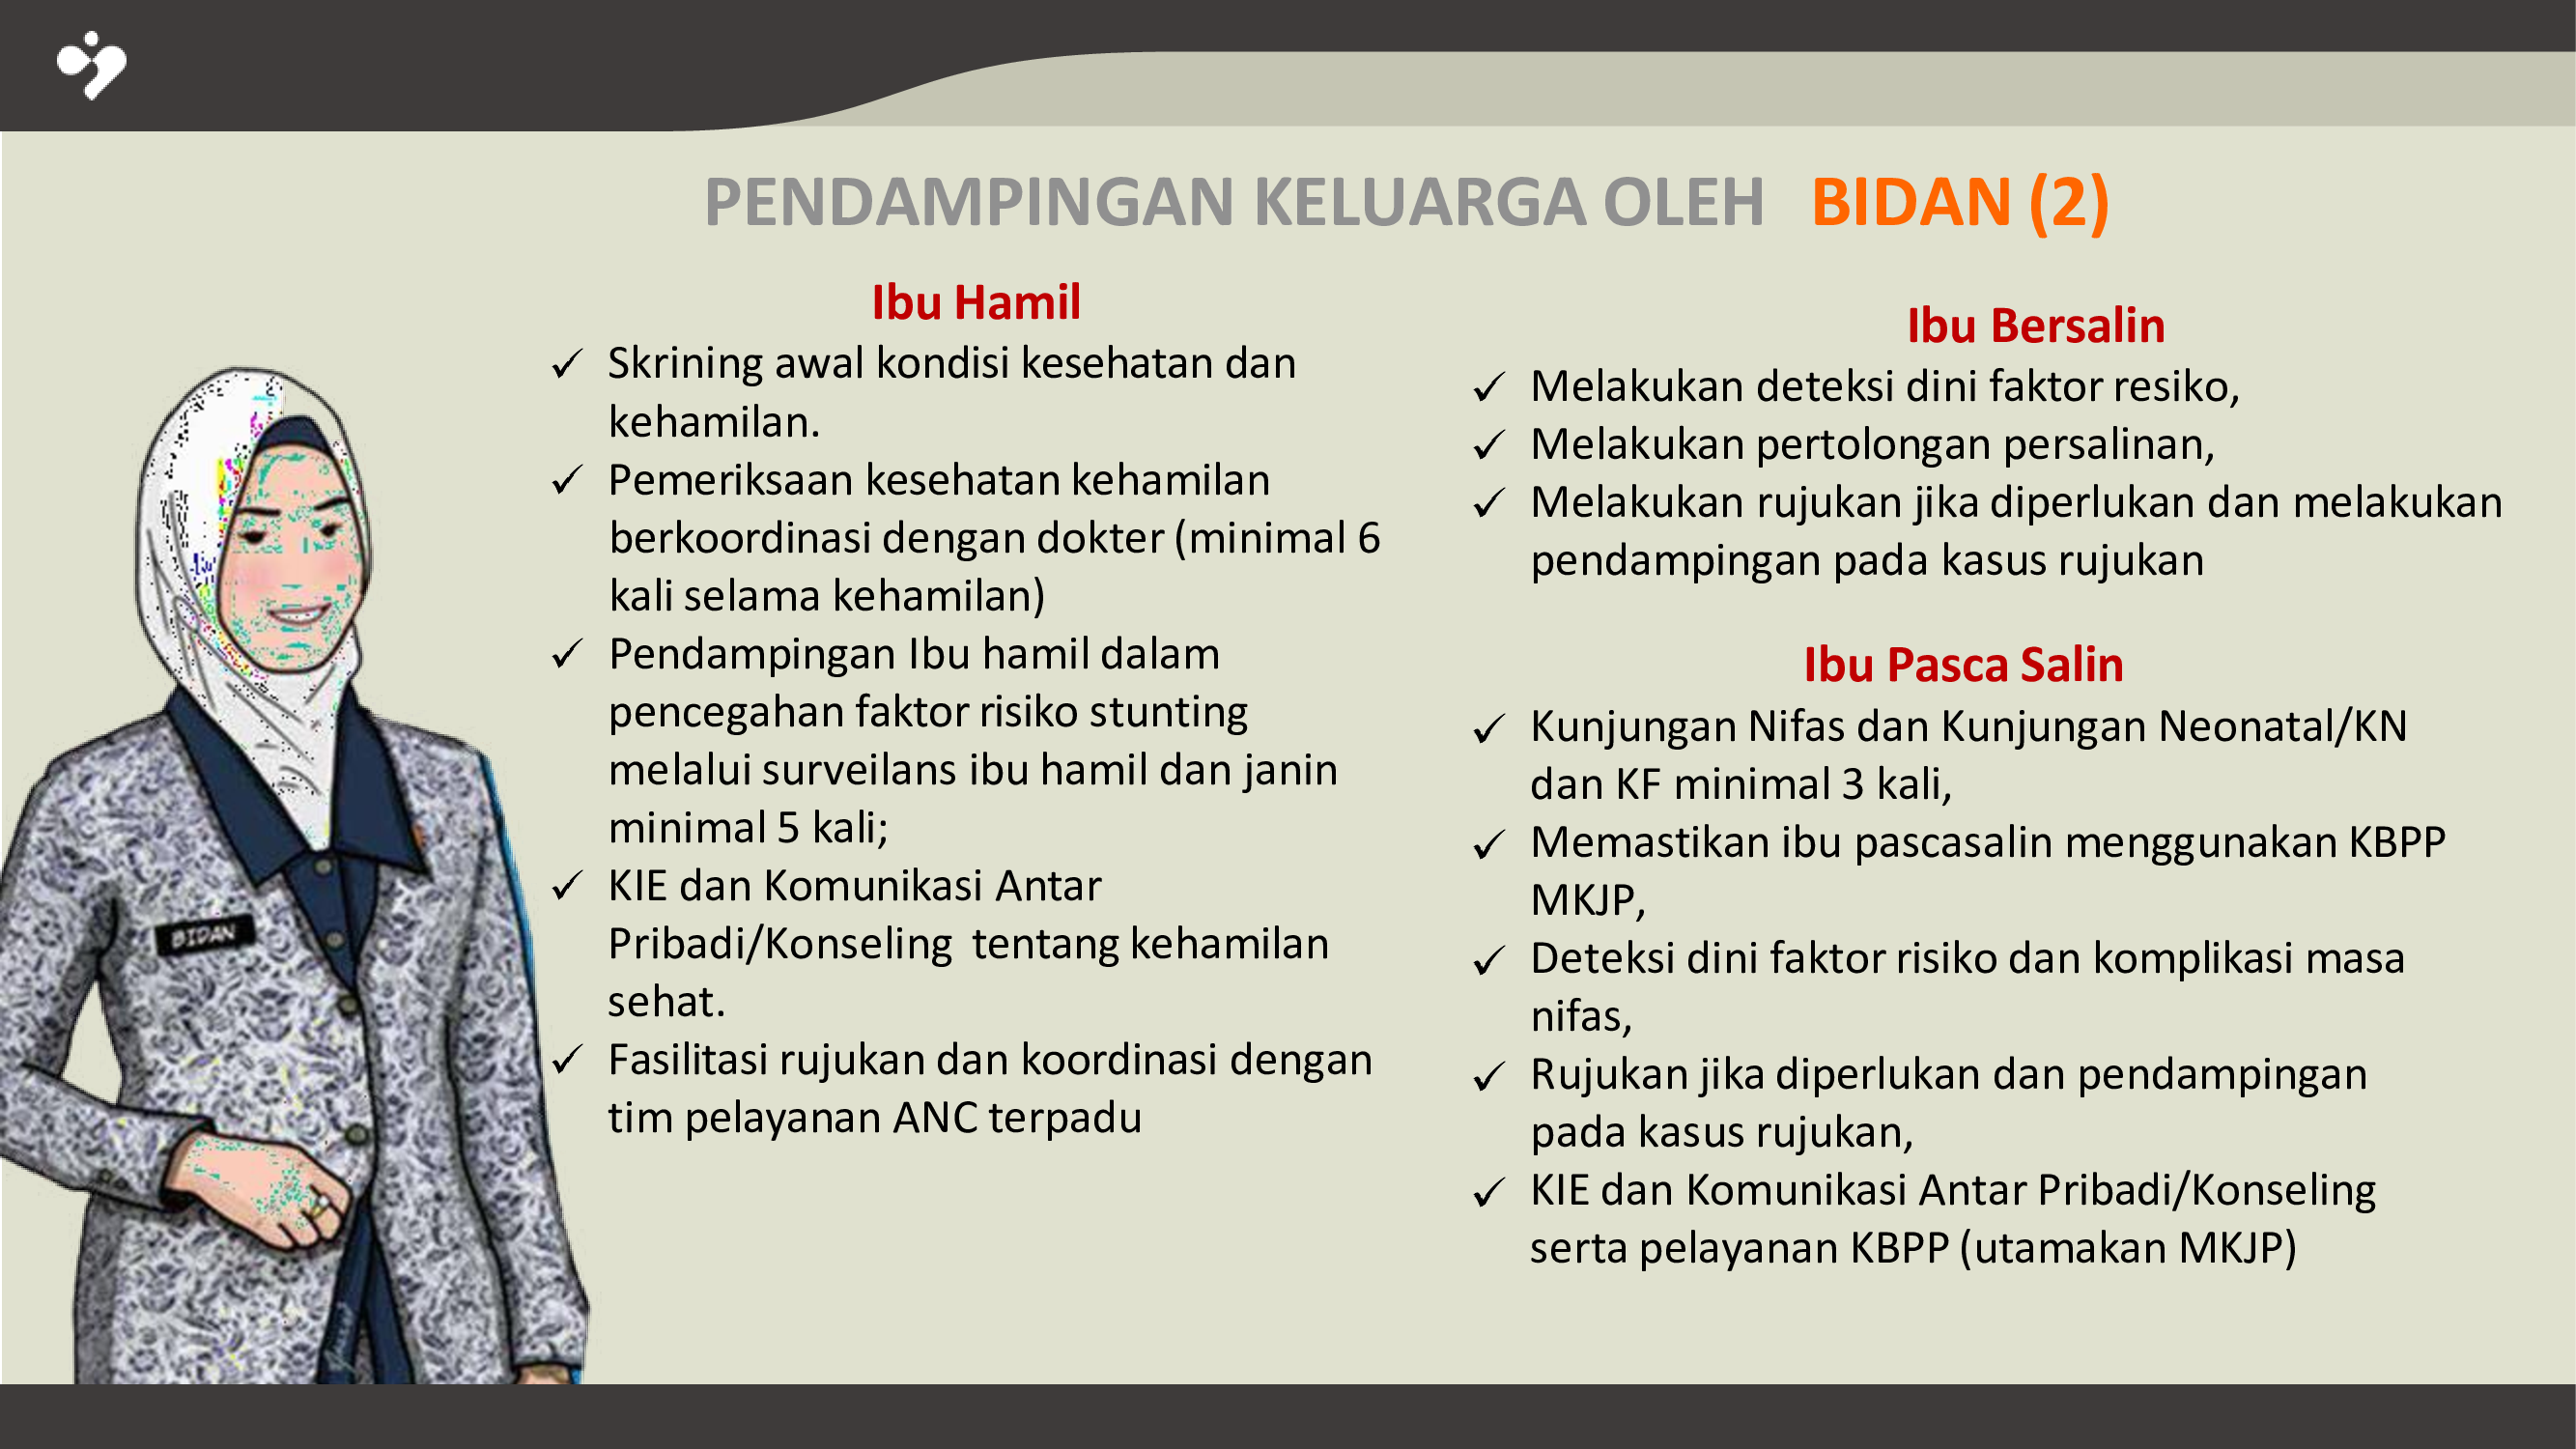 PENDAMPINGAN KELUARGA OLEH BIDAN (2)
Ibu Hamil
✓ Skrining awal kondisi kesehatan dan
kehamilan.
✓ Pemeriksaan kesehatan kehamilan
berkoordinasi dengan dokter (minimal 6
kali selama kehamilan)
✓ Pendampingan Ibu hamil dalam
pencegahan faktor risiko stunting
melalui surveilans ibu hamil dan janin
minimal 5 kali;
✓ KIE dan Komunikasi Antar
Pribadi/Konseling tentang kehamilan
sehat.
✓ Fasilitasi rujukan dan koordinasi dengan
tim pelayanan ANC terpadu
Ibu Bersalin
✓ Melakukan deteksi dini faktor resiko,
✓ Melakukan pertolongan persalinan,
✓ Melakukan rujukan jika diperlukan dan melakukan
pendampingan pada kasus rujukan
Ibu Pasca Salin
✓ Kunjungan Nifas dan Kunjungan Neonatal/KN
dan KF minimal 3 kali,
✓ Memastikan ibu pascasalin menggunakan KBPP
MKJP,
✓ Deteksi dini faktor risiko dan komplikasi masa
nifas,
✓ Rujukan jika diperlukan dan pendampingan
pada kasus rujukan,
✓ KIE dan Komunikasi Antar Pribadi/Konseling
serta pelayanan KBPP (utamakan MKJP)
BIDAN